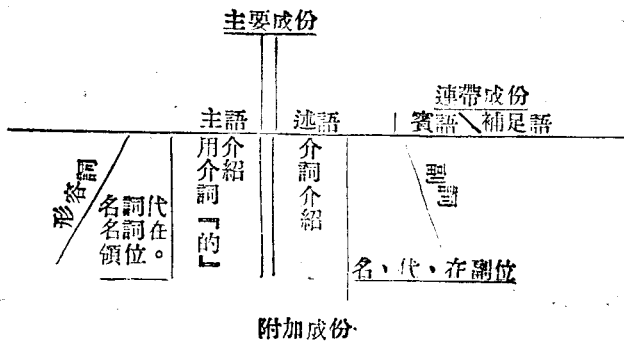 主要成份
連帶成份
主語
述語
賓語
補足語
形容詞
名詞代名詞在領位。
用介詞『的』介紹
介詞介紹
副詞
名、代、在副位
附加成份